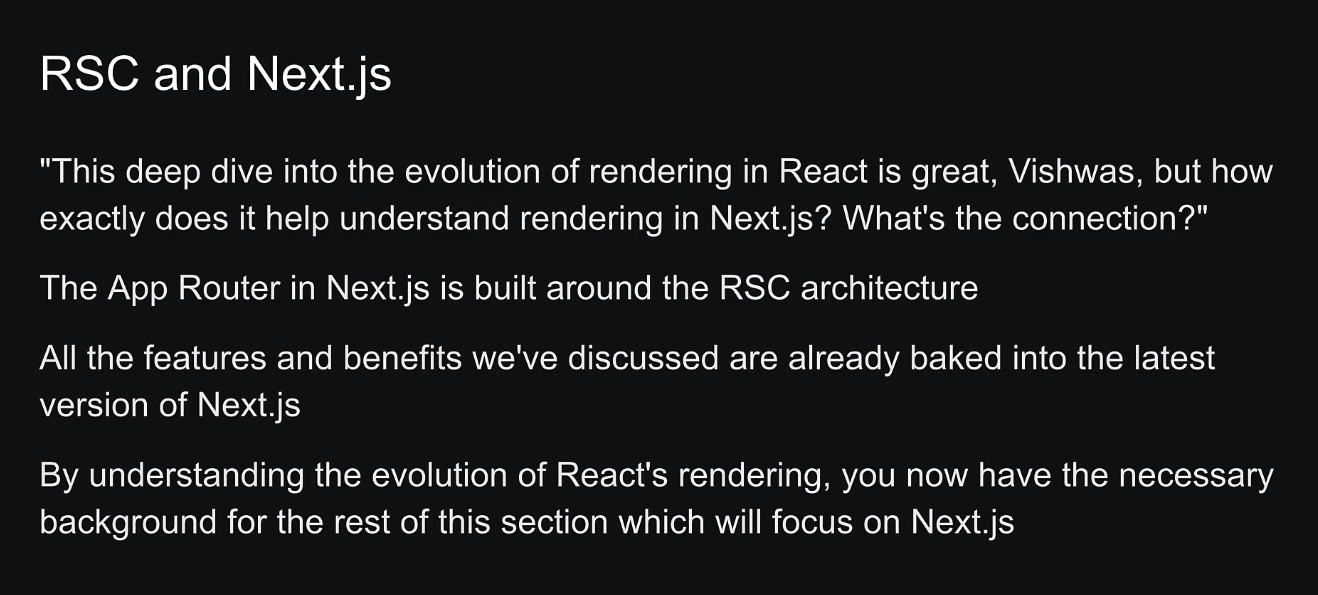 RSC and Next.js
"This deep dive into the evolution of rendering in React is great, Vishwas, but how
exactly does it help understand rendering in Next.js? What's the connection?"
The App Router in Next.js is built around the RSC architecture
All the features and benefits we've discussed are already baked into the latest
version of Next.js
By understanding the evolution of React's rendering, you now have the necessary
background for the rest of this section which will focus on Next.js